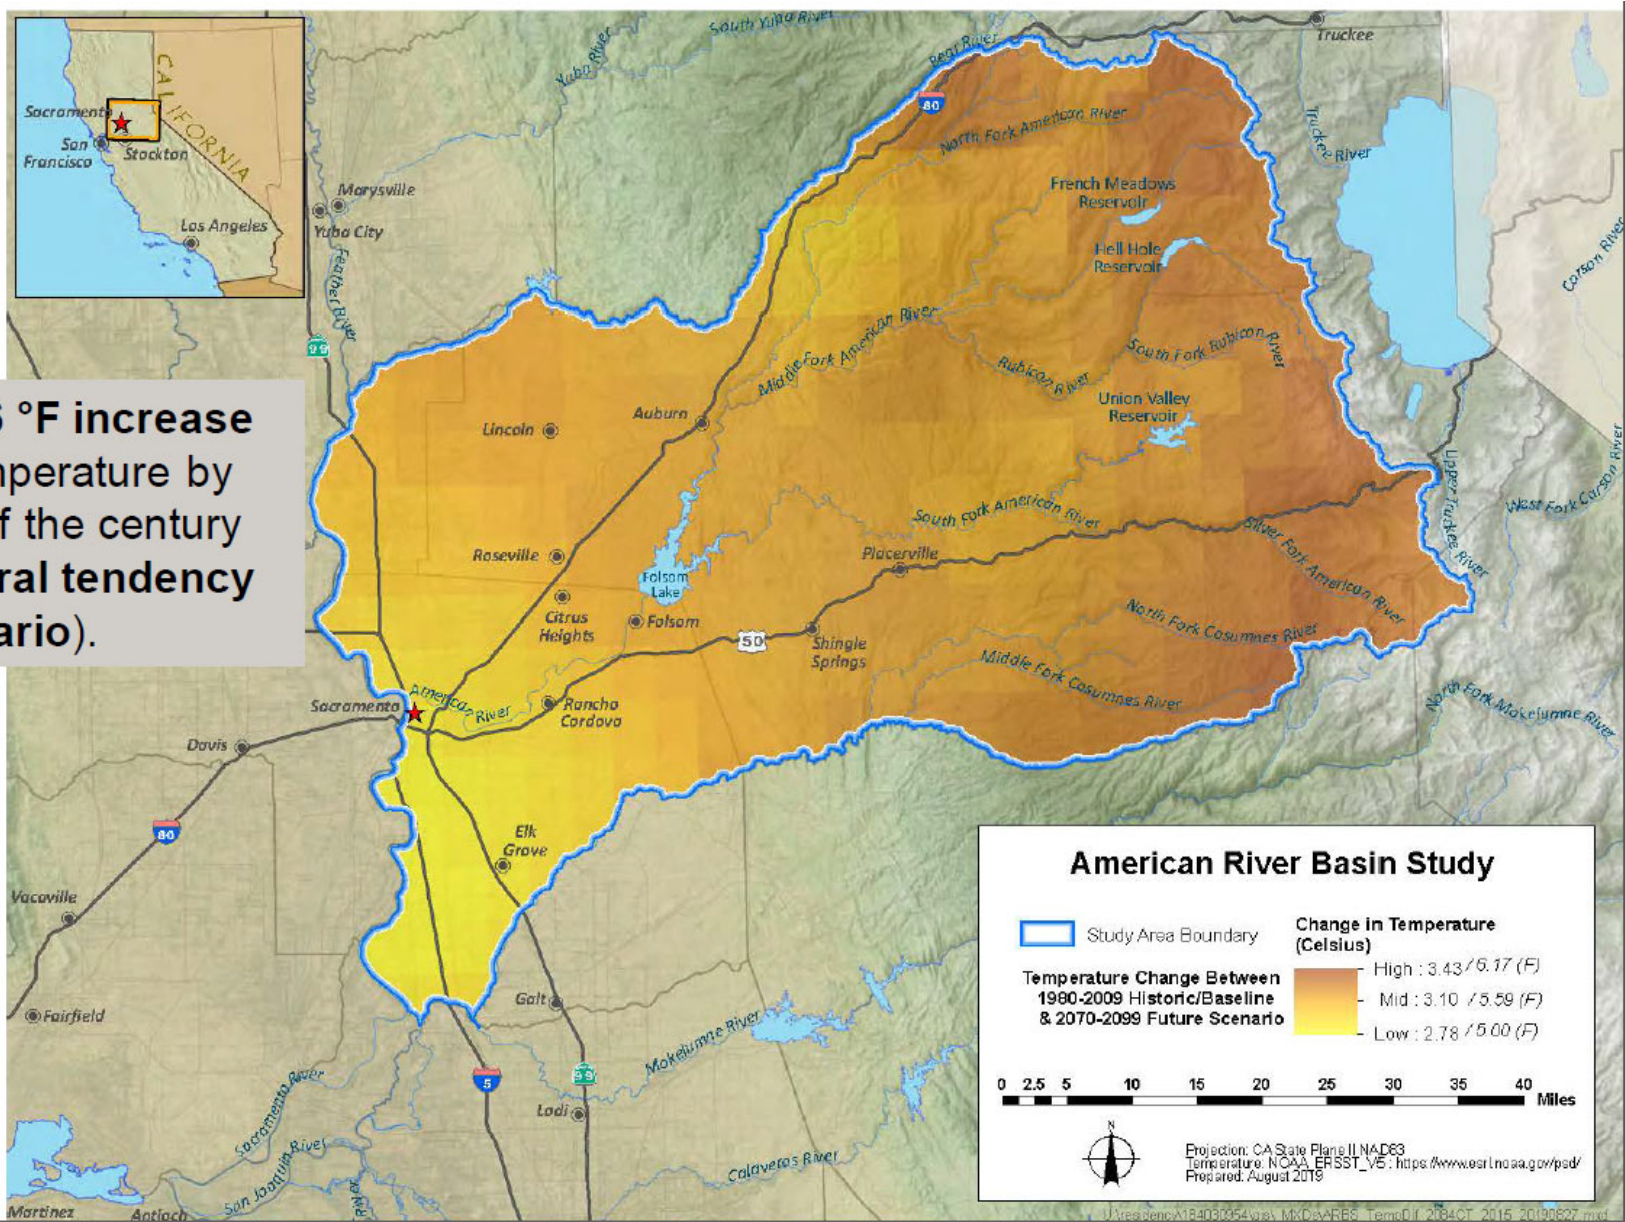 South Yuba River
Yuba River
Bear River
Truckee
CALIFORNIA
Sacramento
San
Francisco
Stockton
Los Angeles
Marysville
Yuba City
Feather River
80
North Fork American River
Truckee River
French Meadows
Reservoir
Hell Hole
Reservoir
Carson River
99
Middle Fork American River
Rubicon River
South Fork Rubicon River
Union Valley
Reservoir
°F increase
perature by
f the century
ral tendency
ario).
Lincoln
Auburn
Upper Truckee River
West Fork Carson River
South Fork American River
Silver Fork American River
Roseville
Folsom
Lake
Placerville
Citrus
Heights
Folsom
50
Shingle
Springs
North Fork Cosumnes River
Middle Fork Cosumnes River
North Fork Mokelumne River
Sacramento
American River
Rancho
Cordova
Davis
80
Elk
Grove
Vacaville
Fairfield
Galt
Mokelumne River
5
99
Lodi
Sacramento River
San Joaquin River
Calaveras River
Martinez
Antioch
American River Basin Study
Study Area Boundary
Change in Temperature
(Celsius)
Temperature Change Between
1980-2009 Historic/Baseline
& 2070-2099 Future Scenario
High : 3.43 / 6.17 (F)
Mid : 3.10 / 5.59 (F)
Low : 2.78 / 5.00 (F)
0 2.5 5 10 15 20 25 30 35 40
Miles
N
Projection: CA State Plane II NAD83
Temperature: NOAA_ERSST_V5 : https://www.esrl.noaa.gov/psd/
Prepared: August 2019